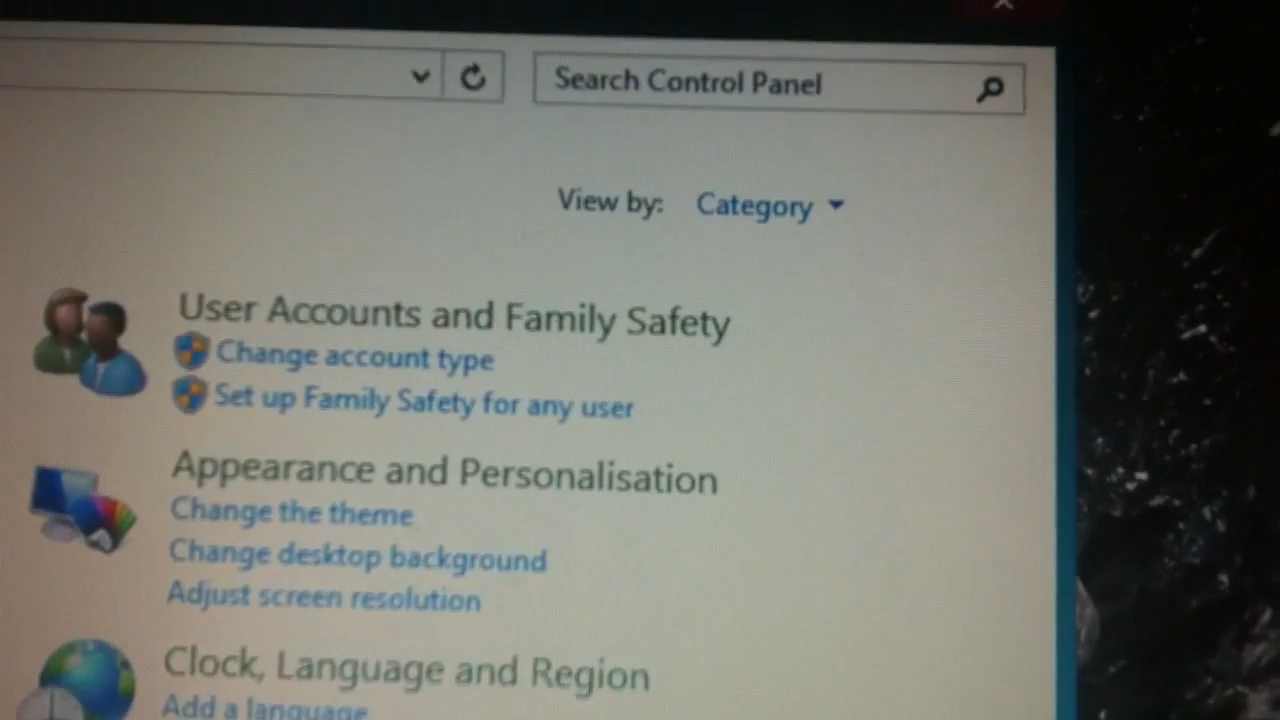 Search Control Panel
View by: Category
User Accounts and Family Safety
Change account type
Set up Family Safety for any user
Appearance and Personalisation
Change the theme
Change desktop background
Adjust screen resolution
Clock, Language and Region
Add a language